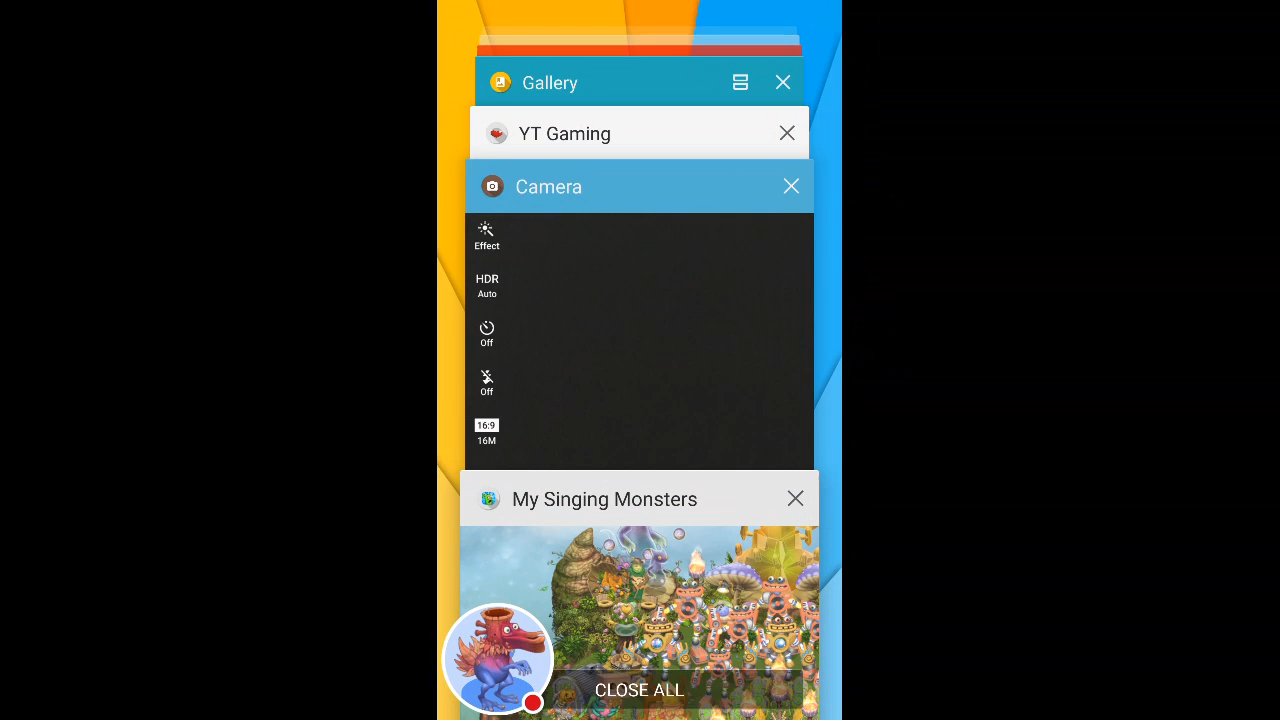 Gallery
YT Gaming
Camera
Effect
HDR
Auto
Off
Off
16:9
16M
My Singing Monsters
CLOSE ALL